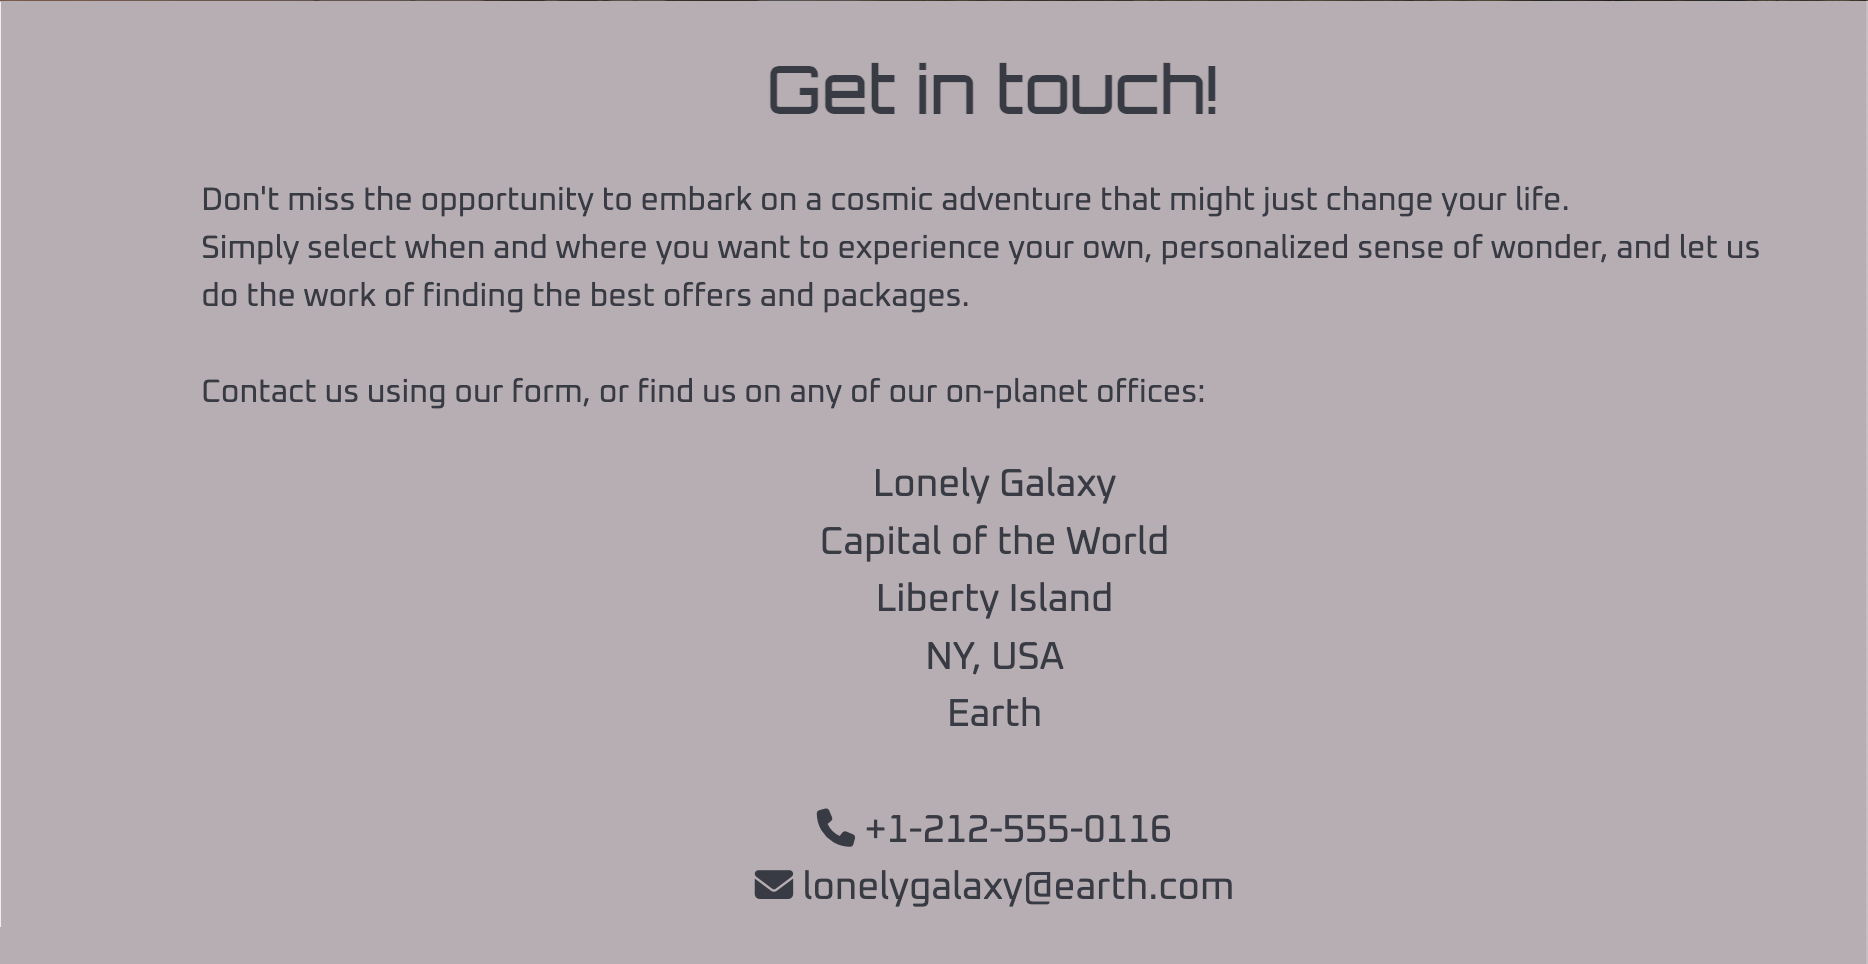 Get in touch!
Don't miss the opportunity to embark on a cosmic adventure that might just change your life.
Simply select when and where you want to experience your own, personalized sense of wonder, and let us
do the work of finding the best offers and packages.
Contact us using our form, or find us on any of our on-planet offices:
Lonely Galaxy
Capital of the World
Liberty Island
NY, USA
Earth
+1-212-555-0116
lonelygalaxy@earth.com